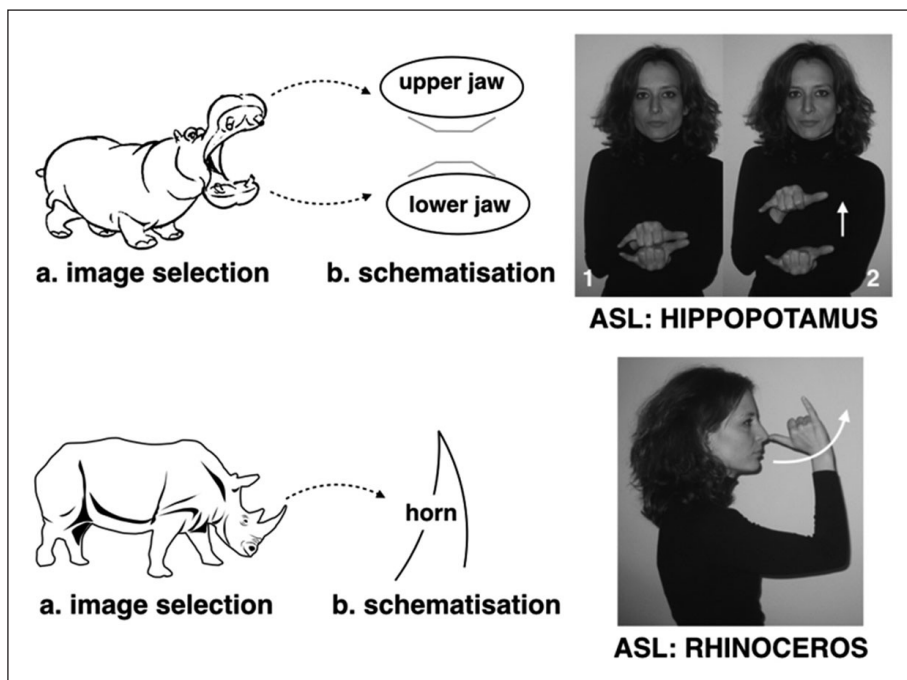 upper jaw
lower jaw
a. image selection
b. schematisation
1
2
ASL: HIPPOPOTAMUS
horn
a. image selection
b. schematisation
ASL: RHINOCEROS